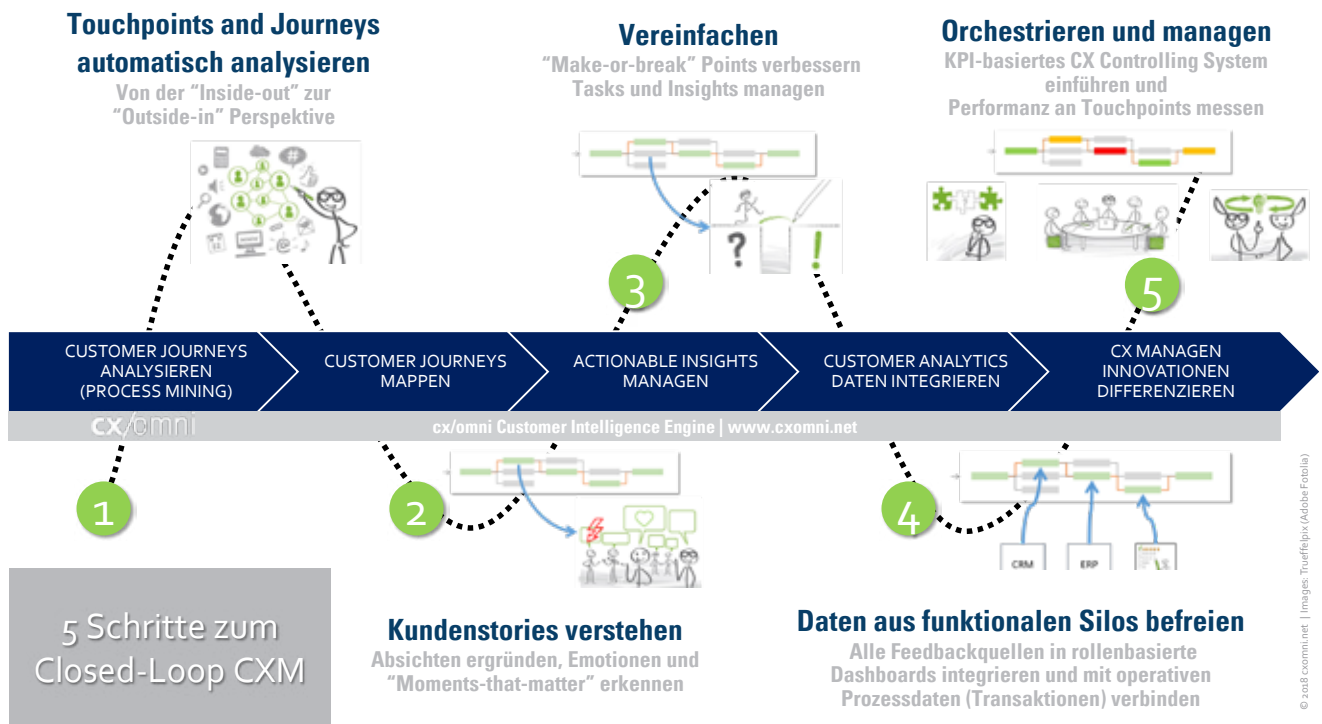 Touchpoints and Journeys
automatisch analysieren
Von der “Inside-out” zur
“Outside-in” Perspektive
Vereinfachen
“Make-or-break” Points verbessern
Tasks und Insights managen
Orchestrieren und managen
KPI-basiertes CX Controlling System
einführen und
Performanz an Touchpoints messen
?
!
3
5
CUSTOMER JOURNEYS
ANALYSIEREN
(PROCESS MINING)
CUSTOMER JOURNEYS
MAPPEN
ACTIONABLE INSIGHTS
MANAGEN
CUSTOMER ANALYTICS
DATEN INTEGRIEREN
CX MANAGEN
INNOVATIONEN
DIFFERENZIEREN
cx/omni
cx/omni Customer Intelligence Engine | www.cxomni.net
1
2
4
CRM
ERP
5 Schritte zum
Closed-Loop CXM
Kundenstories verstehen
Absichten ergründen, Emotionen und
“Moments-that-matter” erkennen
Daten aus funktionalen Silos befreien
Alle Feedbackquellen in rollenbasierte
Dashboards integrieren und mit operativen
Prozessdaten (Transaktionen) verbinden
© 2018 cxomni.net | Images: Trueffelpix (Adobe Fotolia)